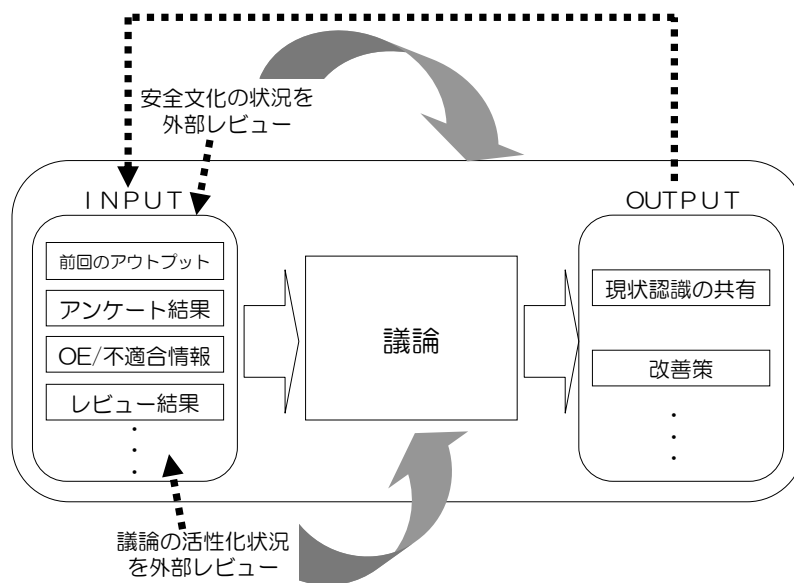 安全文化の状況を
外部レビュー
ＩＮＰＵＴ
前回のアウトプット
アンケート結果
OE/不適合情報
レビュー結果
・
・
・
議論
ＯＵＴＰＵＴ
現状認識の共有
改善策
・
・
・
議論の活性化状況
を外部レビュー